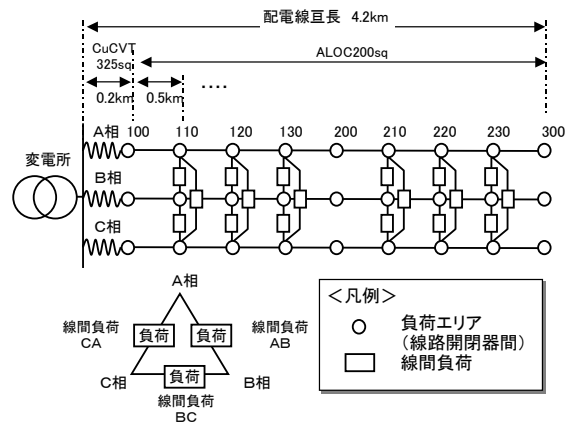 配電線亘長 4.2km
CuCVT
325sq
ALOC200sq
0.2km
0.5km
....
A相
100
110
120
130
200
210
220
230
300
変電所
B相
C相
A相
線間負荷
CA
負荷
負荷
線間負荷
AB
C相
負荷
B相
線間負荷
BC
＜凡例＞
負荷エリア
（線路開閉器間）
線間負荷